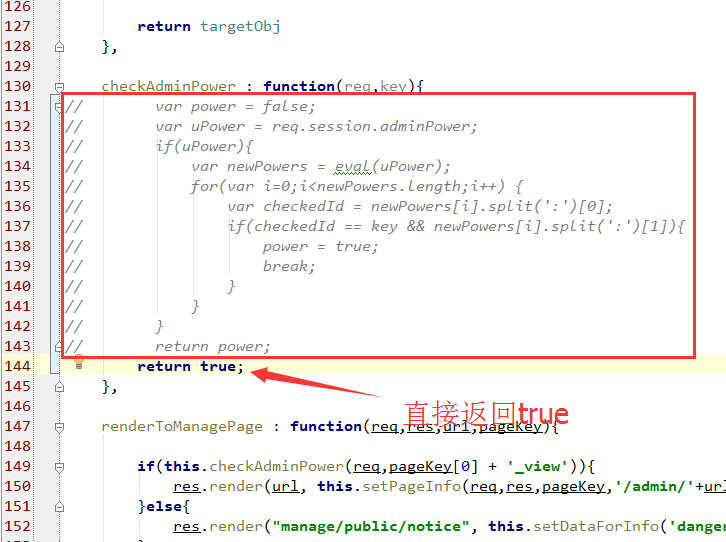 126
127 return targetObj
128 },
129
130 checkAdminPower : function(req,key){
131 // var power = false;
132 // var uPower = req.session.adminPower;
133 // if(uPower){
134 // var newPowers = eval(uPower);
135 // for(var i=0;i<newPowers.length;i++) {
136 // var checkedId = newPowers[i].split(':')[0];
137 // if(checkedId == key && newPowers[i].split(':')[1]){
138 // power = true;
139 // break;
140 // }
141 // }
142 // }
143 // return power;
144 return true;
145 },
直接返回true
146
147 renderToManagePage : function(req,res,url,pageKey){
148
149 if(this.checkAdminPower(req,pageKey[0] + '_view')){
150 res.render(url, this.setPageInfo(req,res,pageKey,'/admin/'+url
151 }else{
152 res.render("manage/public/notice", this.setDataForInfo('danger